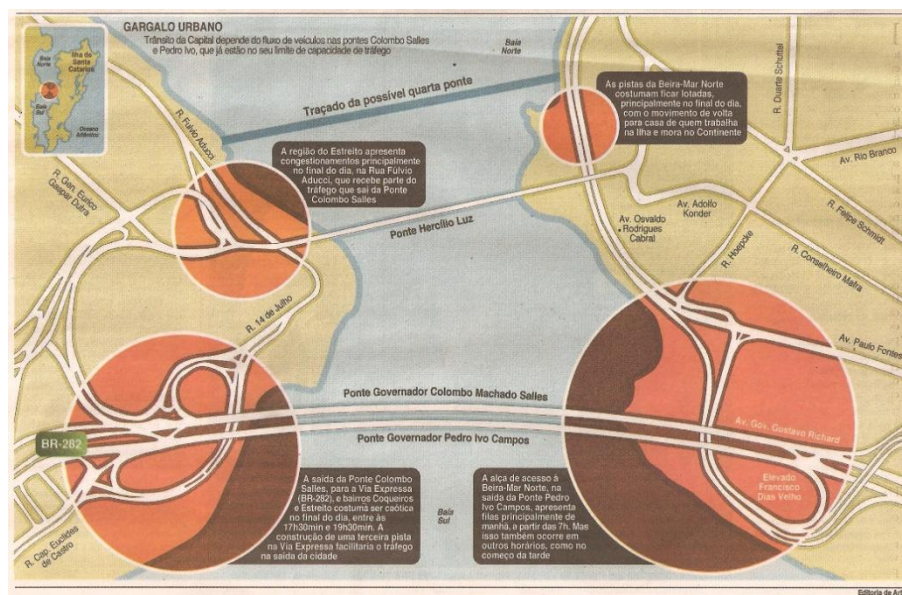 GARGALO URBANO
Trânsito da Capital depende do fluxo de veículos nas pontes Colombo Salles
e Pedro Ivo, que já estão no seu limite de capacidade de tráfego
Baía
Norte
Ilha de
Santa
Catarina
Baía
Sul
Oceano
Atlântico
Baía
Norte
As pistas da Beira-Mar Norte
costumam ficar lotadas,
principalmente no final do dia,
com o movimento de volta
para casa de quem trabalha
na Ilha e mora no Continente
R. Duarte Schuttel
Traçado da possível quarta ponte
R. Fúlvio Aducci
A região do Estreito apresenta
congestionamentos principalmente
no final do dia, na Rua Fúlvio
Aducci, que recebe parte do
tráfego que sai da Ponte
Colombo Salles
Av. Rio Branco
R. Gen. Eurico
Gaspar Dutra
Av. Adolfo
Konder
R. Felipe Schmidt
Ponte Hercílio Luz
Av. Osvaldo
Rodrigues
Cabral
R. Hoepcke
R. Conselheiro Mafra
R. 14 de Julho
Av. Paulo Fontes
Ponte Governador Colombo Machado Salles
Av. Gov. Gustavo Richard
BR-282
Ponte Governador Pedro Ivo Campos
Elevado
Francisco
Dias Velho
A saída da Ponte Colombo
Salles, para a Via Expressa
(BR-282), e bairros Coqueiros
e Estreito costuma ser caótica
no final do dia, entre às
17h30min e 19h30min. A
construção de uma terceira pista
na Via Expressa facilitaria o tráfego
na saída da cidade
Baía
Sul
A alça de acesso à
Beira-Mar Norte, na
saída da Ponte Pedro
Ivo Campos, apresenta
filas principalmente de
manhã, a partir das 7h. Mas
isso também ocorre em
outros horários, como no
começo da tarde
R. Cap. Euclides
de Castro
Editoria de Art